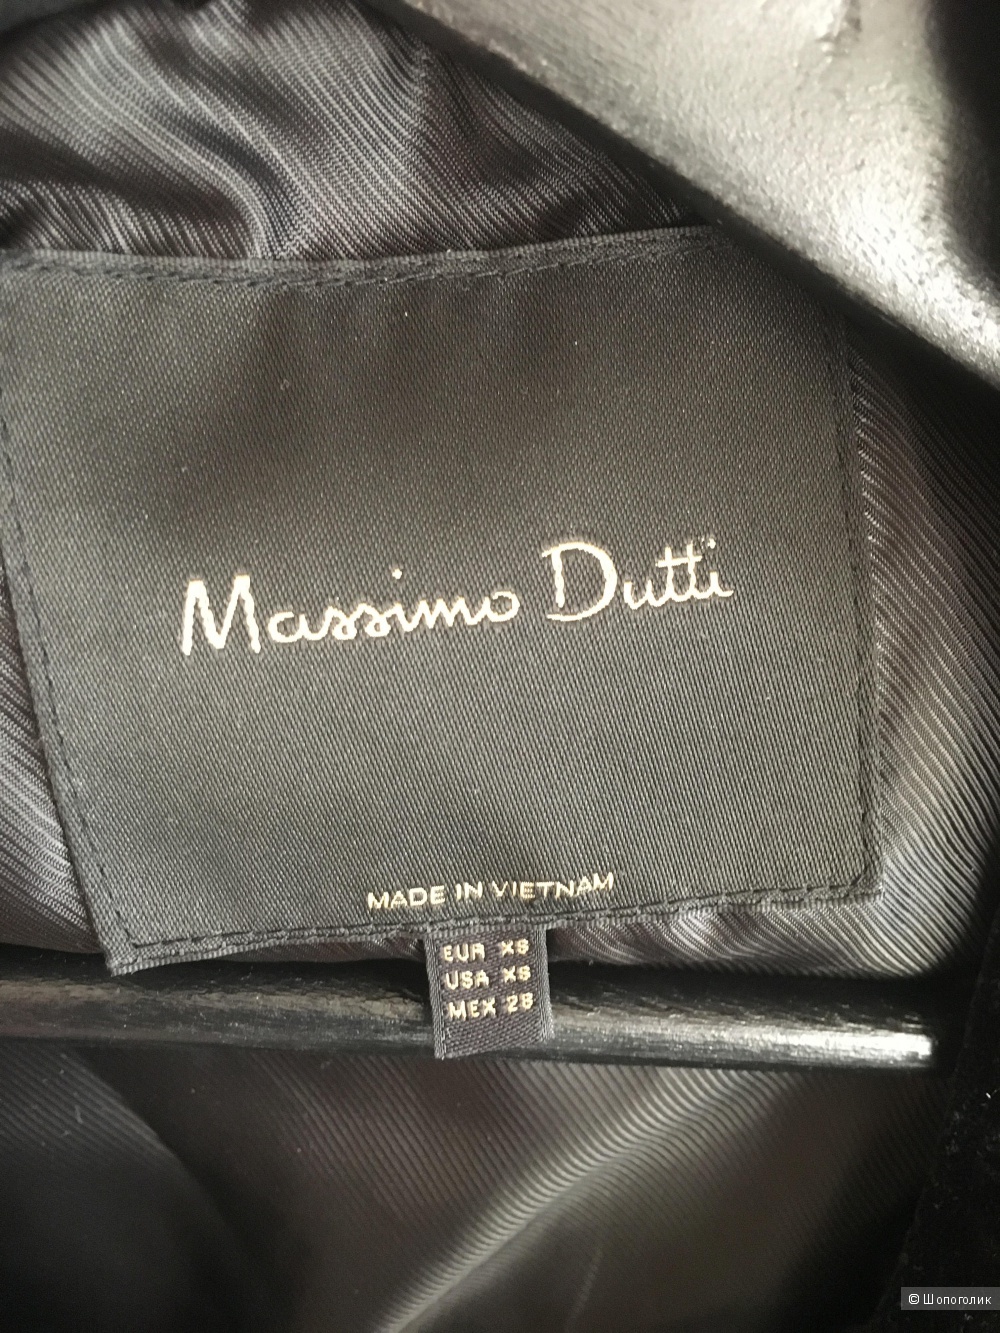 Massimo Dutti
MADE IN VIETNAM
EUR XS
USA XS
MEX 28
© Шопоголик